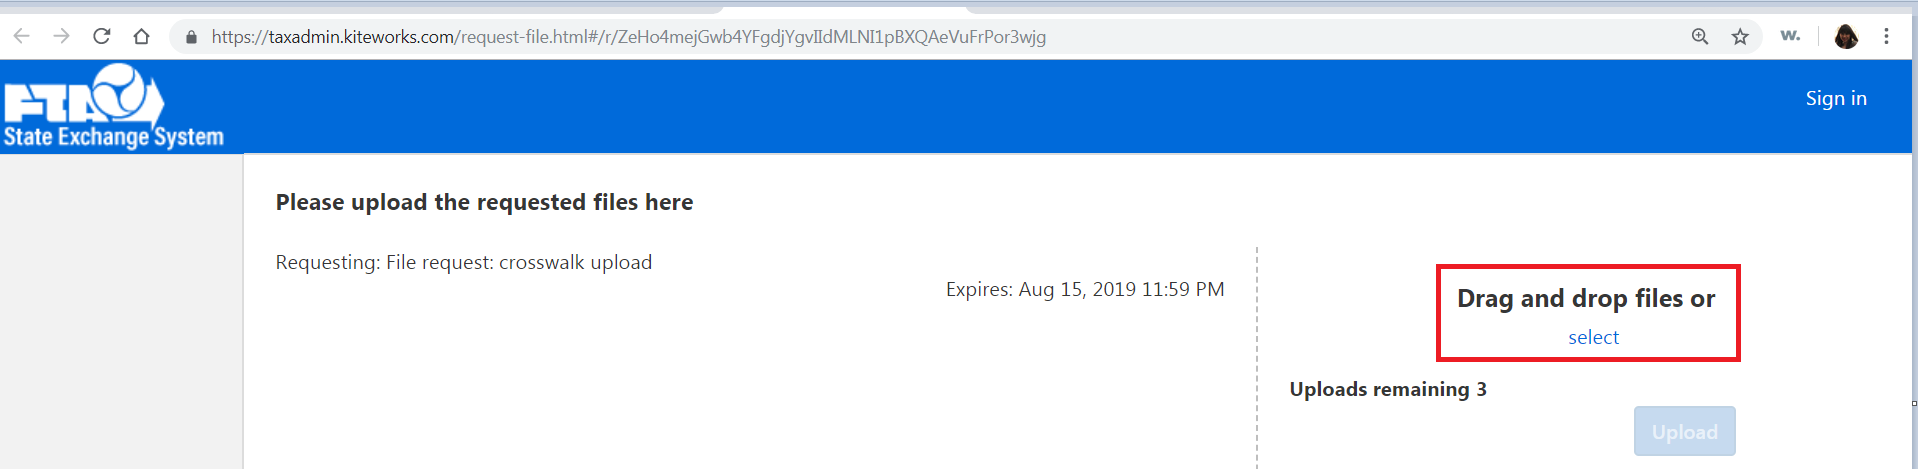 https://taxadmin.kiteworks.com/request-file.html#/r/ZeHo4mejGwb4YFgdjYgvIIdMLNI1pBXQAeVuFrPor3wjg
w.
FTA
State Exchange System
Sign in
Please upload the requested files here
Requesting: File request: crosswalk upload
Expires: Aug 15, 2019 11:59 PM
Drag and drop files or
select
Uploads remaining 3
Upload